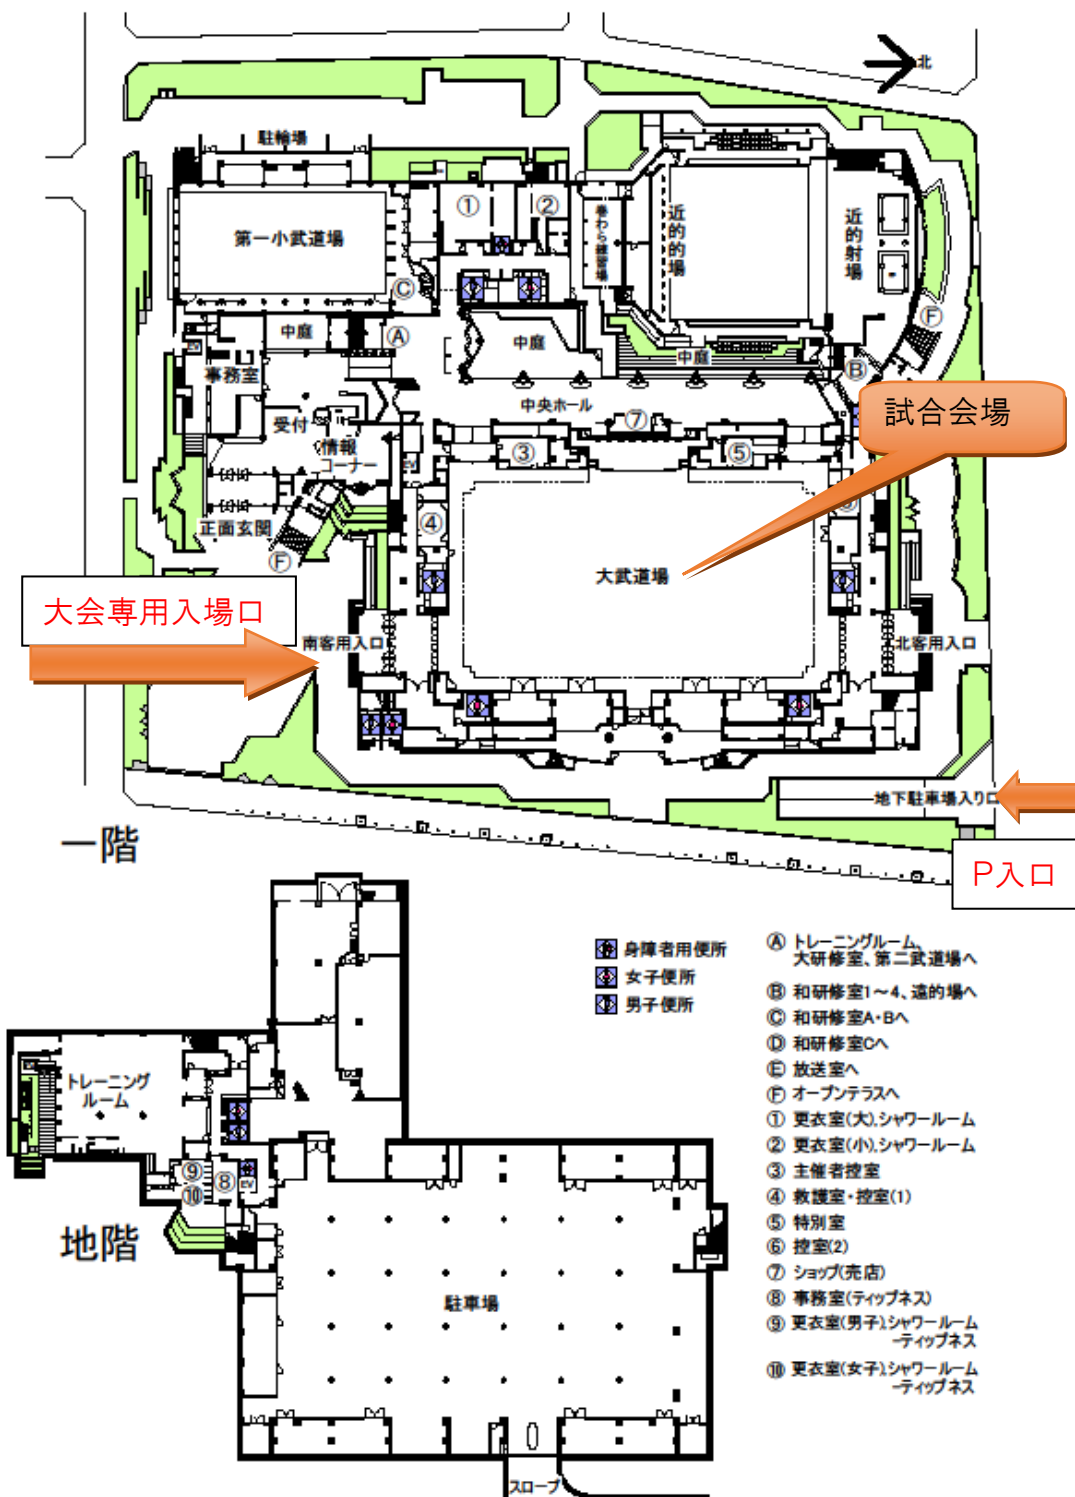 北
駐輪場
①
②
第一小武道場
巻わら練習場
近的的場
近的射場
Ⓒ
Ⓐ
Ⓕ
中庭
中庭
中庭
EV
事務室
Ⓑ
中央ホール
試合会場
受付
⑦
情報
コーナー
EV
③
⑤
④
正面玄関
Ⓕ
大武道場
大会専用入場口
南客用入口
北客用入口
地下駐車場入り口
一階
P入口
身障者用便所
女子便所
男子便所
Ⓐ トレーニングルーム、
大研修室、第二武道場へ
Ⓑ 和研修室1～4、遠的場へ
Ⓒ 和研修室A・Bへ
Ⓓ 和研修室Cへ
Ⓔ 放送室へ
Ⓕ オープンテラスへ
① 更衣室(大),シャワールーム
② 更衣室(小),シャワールーム
③ 主催者控室
④ 救護室・控室(1)
⑤ 特別室
⑥ 控室(2)
⑦ ショップ(売店)
⑧ 事務室(ティップネス)
⑨ 更衣室(男子),シャワールーム
-ティップネス
⑩ 更衣室(女子),シャワールーム
-ティップネス
トレーニング
ルーム
⑨
⑩
⑧
EV
地階
駐車場
スロープ